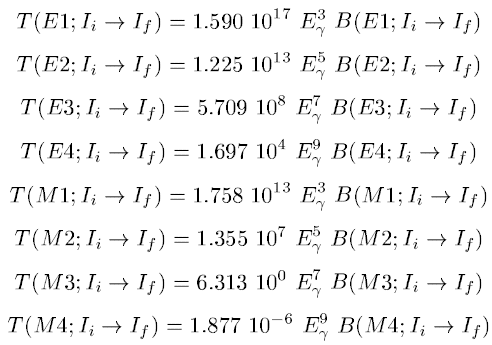 T(E1; I_i → I_f) = 1.590 10^17 E_γ^3 B(E1; I_i → I_f)
T(E2; I_i → I_f) = 1.225 10^13 E_γ^5 B(E2; I_i → I_f)
T(E3; I_i → I_f) = 5.709 10^8 E_γ^7 B(E3; I_i → I_f)
T(E4; I_i → I_f) = 1.697 10^4 E_γ^9 B(E4; I_i → I_f)
T(M1; I_i → I_f) = 1.758 10^13 E_γ^3 B(M1; I_i → I_f)
T(M2; I_i → I_f) = 1.355 10^7 E_γ^5 B(M2; I_i → I_f)
T(M3; I_i → I_f) = 6.313 10^0 E_γ^7 B(M3; I_i → I_f)
T(M4; I_i → I_f) = 1.877 10^-6 E_γ^9 B(M4; I_i → I_f)